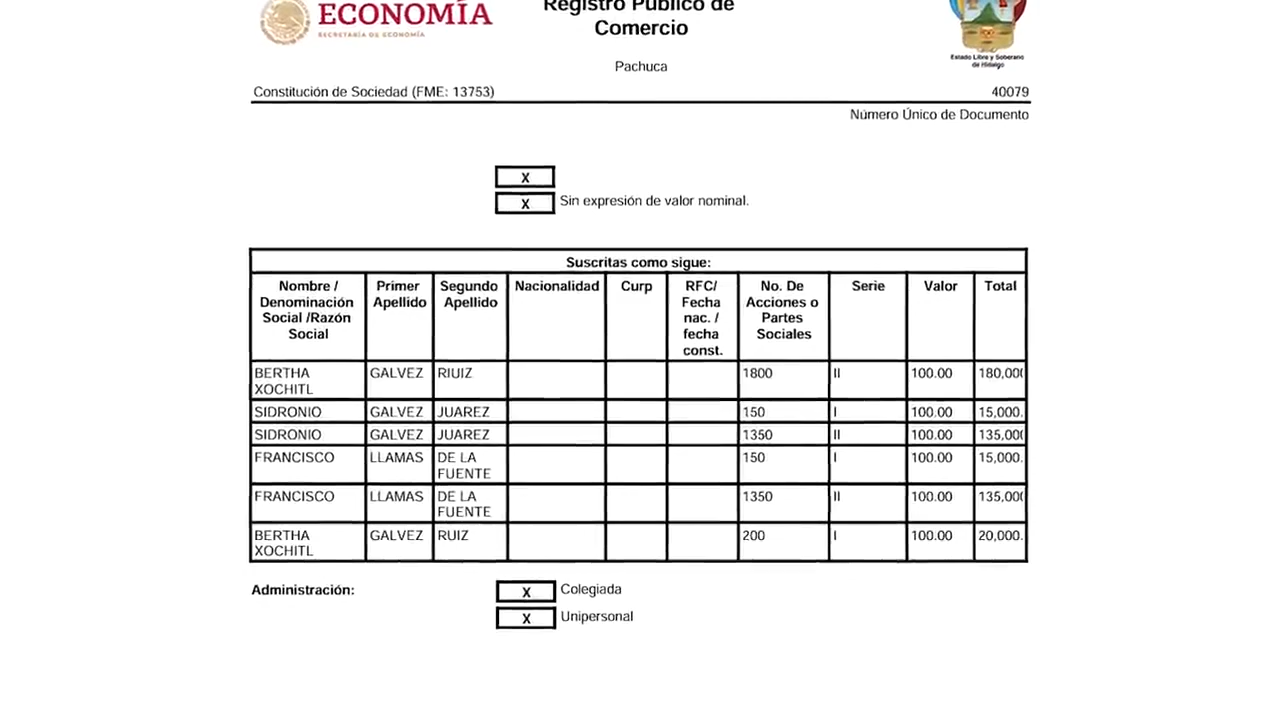 ECONOMÍA
SECRETARÍA DE ECONOMÍA
Registro Público de
Comercio
Estado Libre y Soberano
de Hidalgo
Pachuca
Constitución de Sociedad (FME: 13753) 40079
Número Único de Documento
X
X Sin expresión de valor nominal.
Suscritas como sigue:
Nombre / Primer Segundo Nacionalidad Curp RFC/ No. De Serie Valor Total
Denominación Apellido Apellido Fecha Acciones o
Social /Razón nac. / Partes
Social fecha Sociales
const.
BERTHA GALVEZ RIUIZ 1800 II 100.00 180,000
XOCHITL
SIDRONIO GALVEZ JUAREZ 150 I 100.00 15,000.
SIDRONIO GALVEZ JUAREZ 1350 II 100.00 135,000
FRANCISCO LLAMAS DE LA 150 I 100.00 15,000.
FUENTE
FRANCISCO LLAMAS DE LA 1350 II 100.00 135,000
FUENTE
BERTHA GALVEZ RUIZ 200 I 100.00 20,000.
XOCHITL
Administración: X Colegiada
X Unipersonal